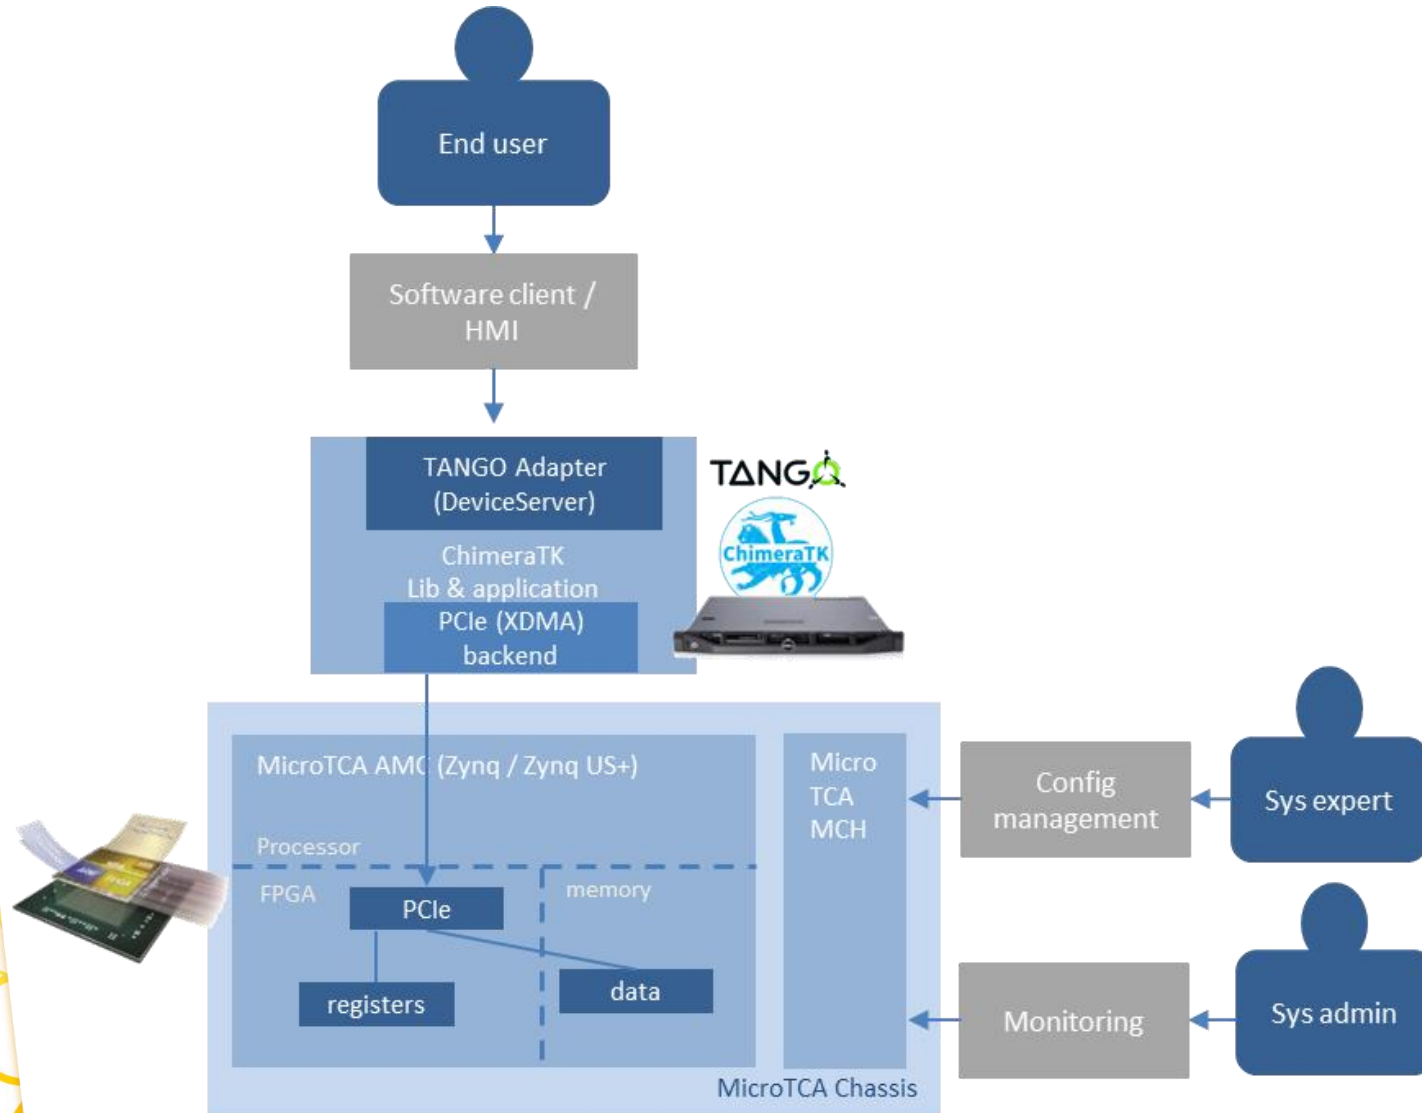 End user
Software client /
HMI
TANGO Adapter
(DeviceServer)
TANGO
ChimeraTK
Lib & application
ChimeraTK
PCIe (XDMA)
backend
MicroTCA AMC (Zynq / Zynq US+)
Processor
FPGA
memory
PCIe
registers
data
Micro
TCA
MCH
Config
management
Sys expert
Monitoring
Sys admin
MicroTCA Chassis